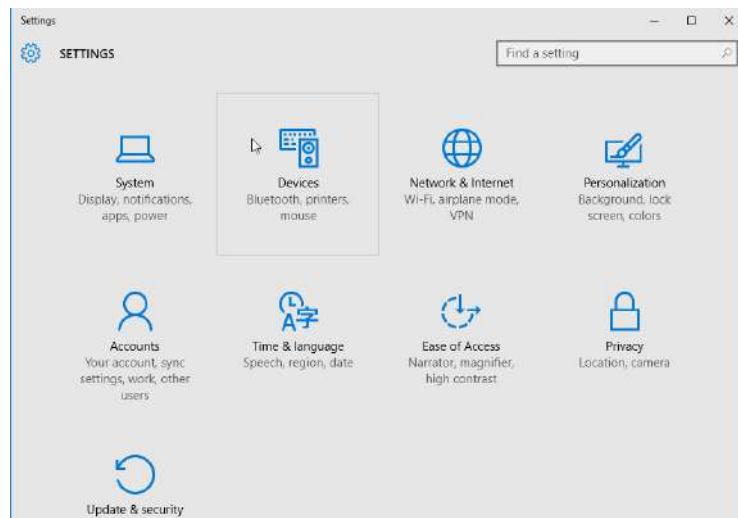 Settings
SETTINGS
Find a setting
System
Display, notifications,
apps, power
Devices
Bluetooth, printers,
mouse
Network & Internet
Wi-Fi, airplane mode,
VPN
Personalization
Background, lock
screen, colors
Accounts
Your account, sync
settings, work, other
users
Time & language
Speech, region, date
Ease of Access
Narrator, magnifier,
high contrast
Privacy
Location, camera
Update & security